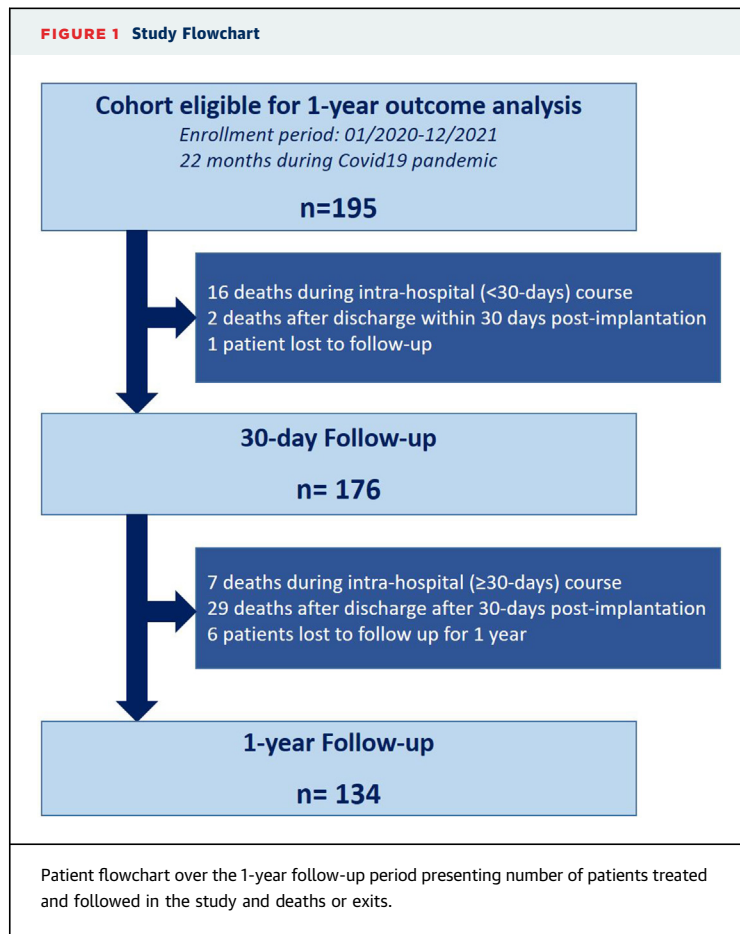 FIGURE 1 Study Flowchart
Cohort eligible for 1-year outcome analysis
Enrollment period: 01/2020-12/2021
22 months during Covid19 pandemic
n=195
16 deaths during intra-hospital (<30-days) course
2 deaths after discharge within 30 days post-implantation
1 patient lost to follow-up
30-day Follow-up
n= 176
7 deaths during intra-hospital (≥30-days) course
29 deaths after discharge after 30-days post-implantation
6 patients lost to follow up for 1 year
1-year Follow-up
n= 134
Patient flowchart over the 1-year follow-up period presenting number of patients treated
and followed in the study and deaths or exits.